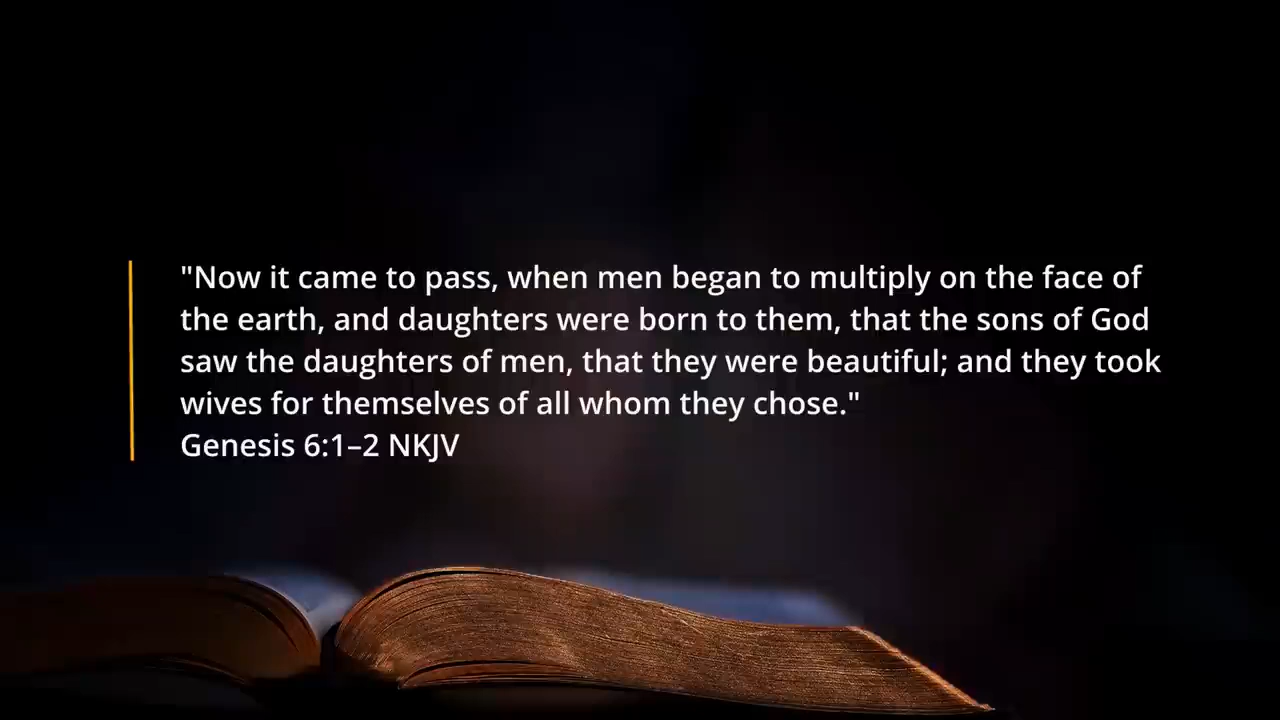 "Now it came to pass, when men began to multiply on the face of
the earth, and daughters were born to them, that the sons of God
saw the daughters of men, that they were beautiful; and they took
wives for themselves of all whom they chose."
Genesis 6:1–2 NKJV